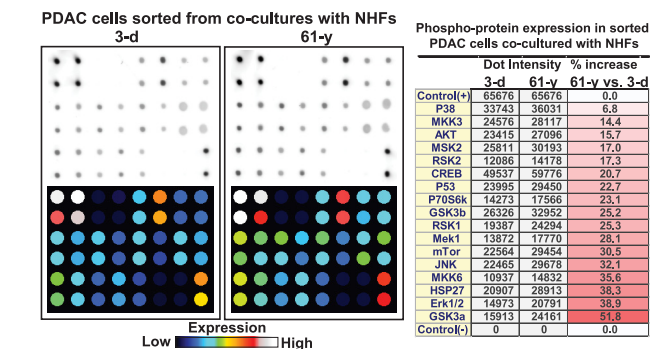 PDAC cells sorted from co-cultures with NHFs
3-d 61-y
Expression
Low High
Phospho-protein expression in sorted
PDAC cells co-cultured with NHFs
Dot Intensity % increase
3-d 61-y 61-y vs. 3-d
Control(+) 65676 65676 0.0
P38 33743 36031 6.8
MKK3 24576 28117 14.4
AKT 23415 27096 15.7
MSK2 25811 30193 17.0
RSK2 12086 14178 17.3
CREB 49537 59776 20.7
P53 23995 29450 22.7
P70S6k 14273 17566 23.1
GSK3b 26326 32952 25.2
RSK1 19387 24294 25.3
Mek1 13872 17770 28.1
mTor 22564 29454 30.5
JNK 22465 29678 32,1
MKK6 10937 14832 35,6
HSP27 20907 28913 38,3
Erk1/2 14973 20791 38,9
GSK3a 15913 24161 51,8
Control(-) 0 0 0.0